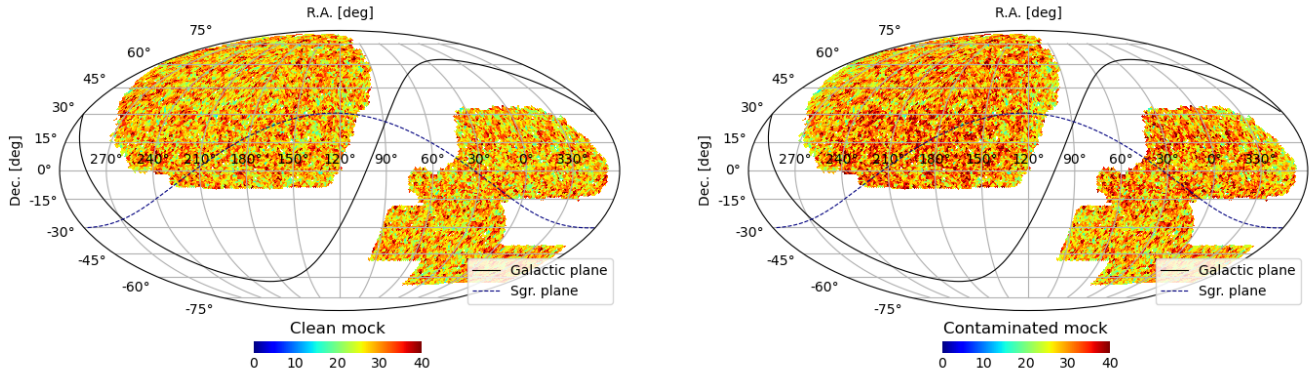 R.A. [deg]
75°
60°
45°
30°
15°
0°
-15°
-30°
-45°
-60°
-75°
Dec. [deg]
270° 240° 210° 180° 150° 120° 90° 60° 30° 0° 330°
Galactic plane
Sgr. plane
Clean mock
0 10 20 30 40
R.A. [deg]
75°
60°
45°
30°
15°
0°
-15°
-30°
-45°
-60°
-75°
Dec. [deg]
270° 240° 210° 180° 150° 120° 90° 60° 30° 0° 330°
Galactic plane
Sgr. plane
Contaminated mock
0 10 20 30 40